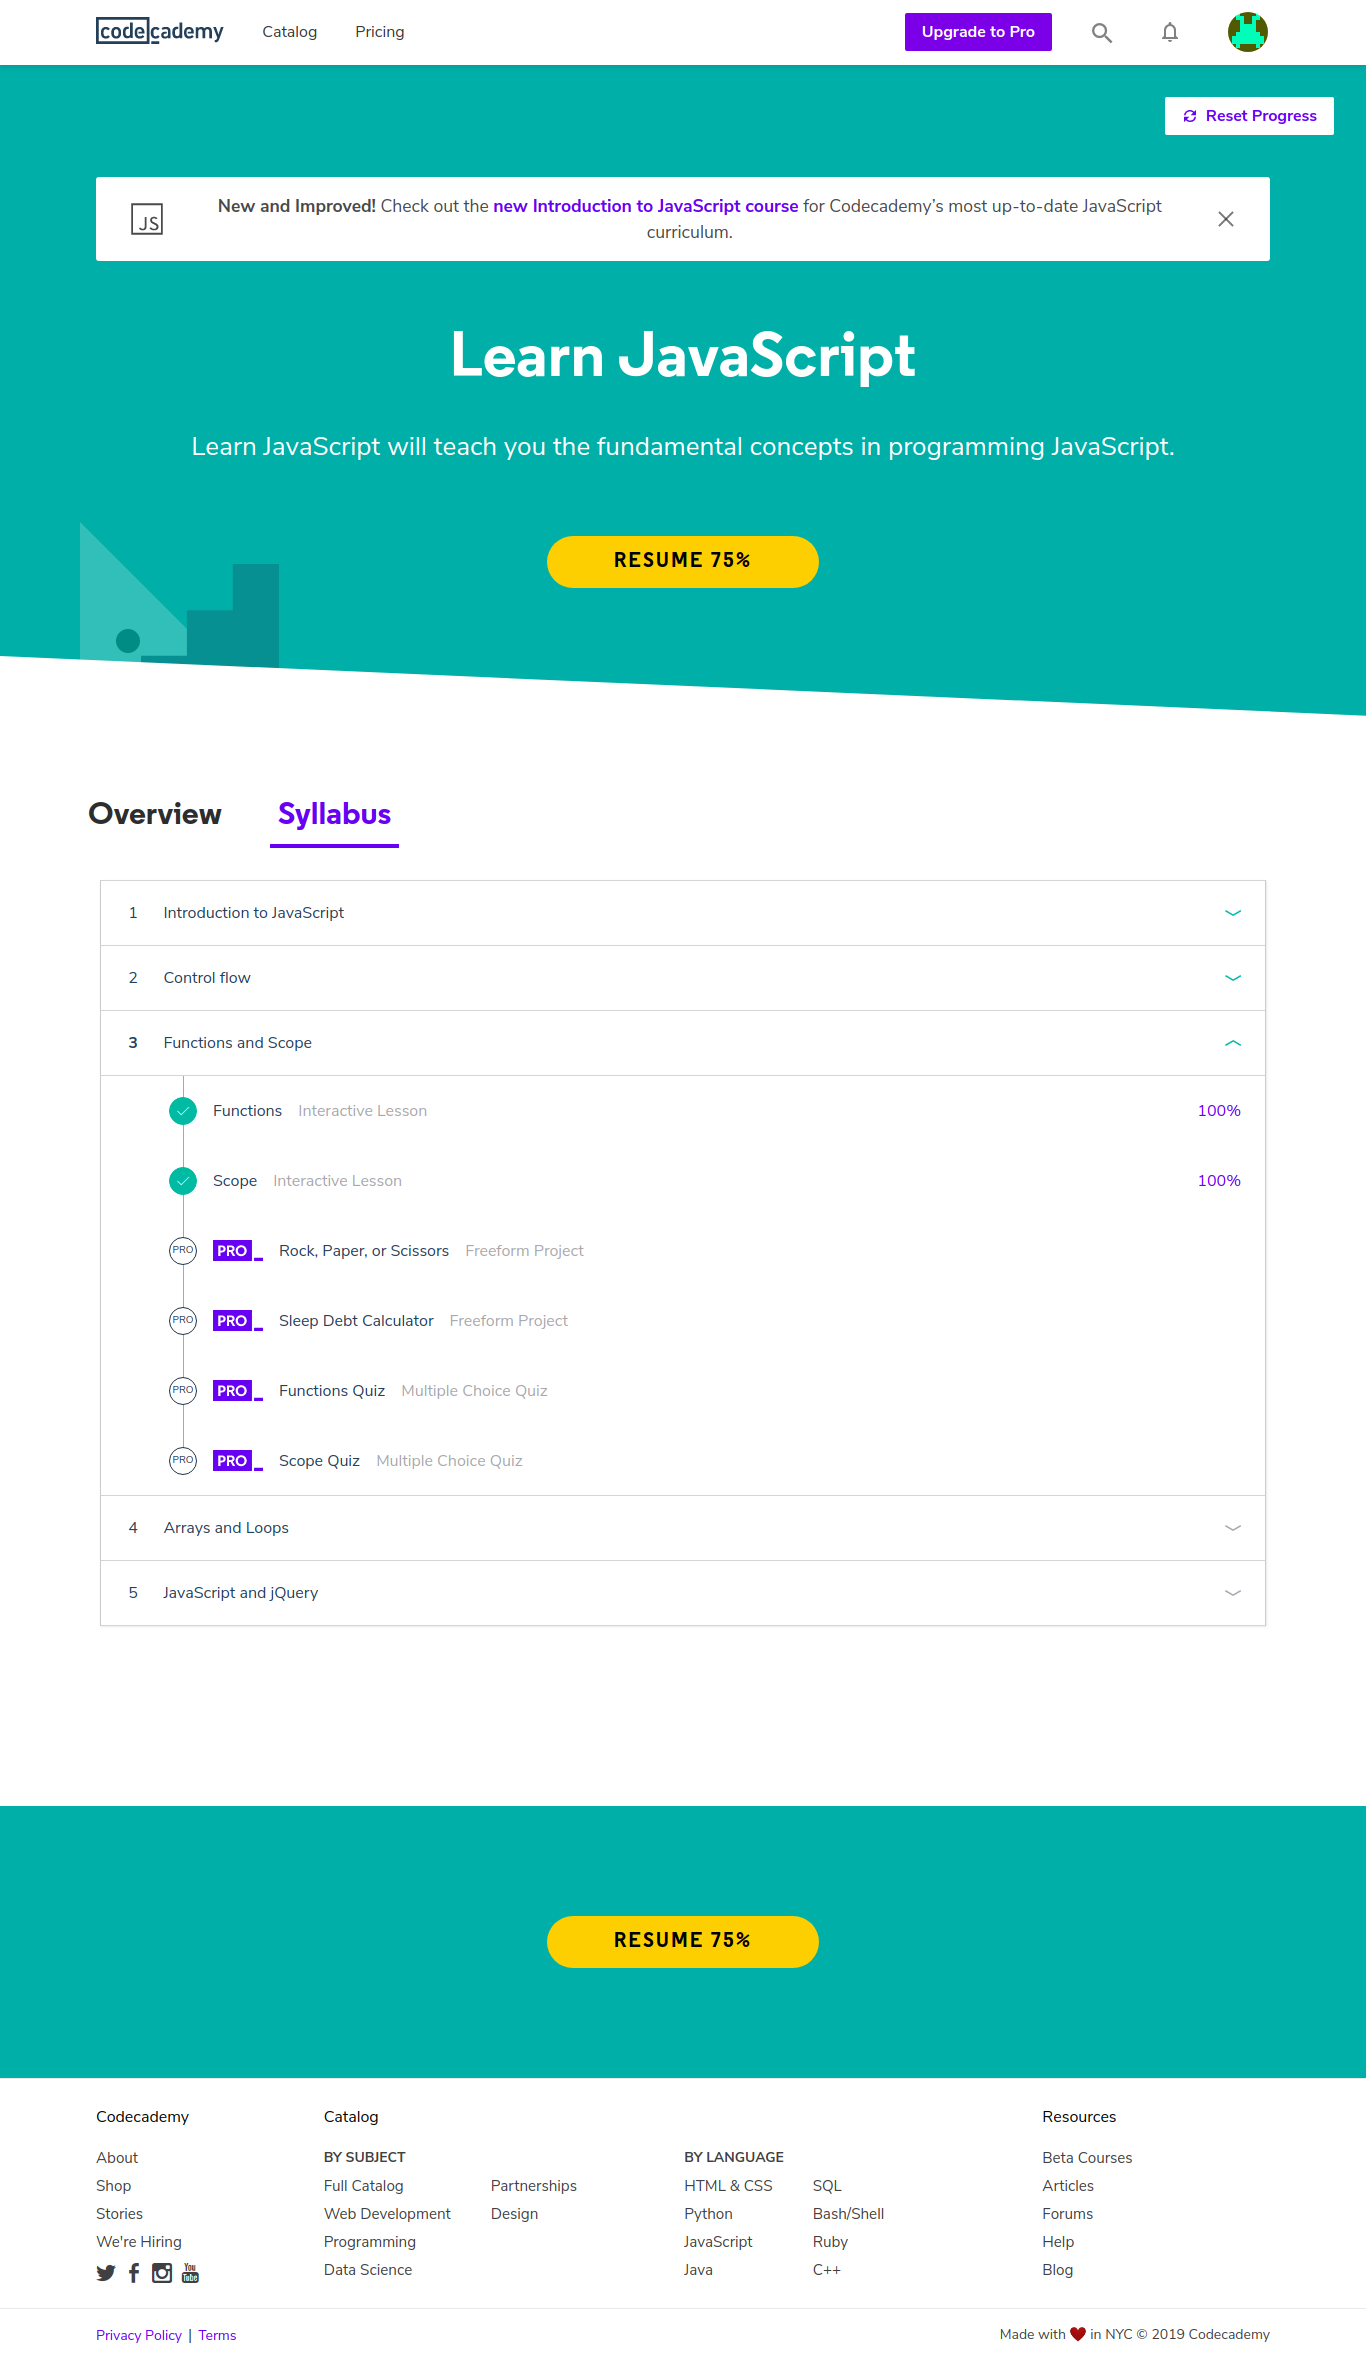 codecademy
Catalog
Pricing
Upgrade to Pro
Reset Progress
JS
New and Improved! Check out the new Introduction to JavaScript course for Codecademy’s most up-to-date JavaScript
curriculum.
Learn JavaScript
Learn JavaScript will teach you the fundamental concepts in programming JavaScript.
RESUME 75%
Overview
Syllabus
1 Introduction to JavaScript
2 Control flow
3 Functions and Scope
Functions Interactive Lesson 100%
Scope Interactive Lesson 100%
PRO PRO_ Rock, Paper, or Scissors Freeform Project
PRO PRO_ Sleep Debt Calculator Freeform Project
PRO PRO_ Functions Quiz Multiple Choice Quiz
PRO PRO_ Scope Quiz Multiple Choice Quiz
4 Arrays and Loops
5 JavaScript and jQuery
RESUME 75%
Codecademy
About
Shop
Stories
We're Hiring
You Tube
Catalog
BY SUBJECT
Full Catalog
Web Development
Programming
Data Science
Partnerships
Design
BY LANGUAGE
HTML & CSS
Python
JavaScript
Java
SQL
Bash/Shell
Ruby
C++
Resources
Beta Courses
Articles
Forums
Help
Blog
Privacy Policy | Terms
Made with ❤ in NYC © 2019 Codecademy